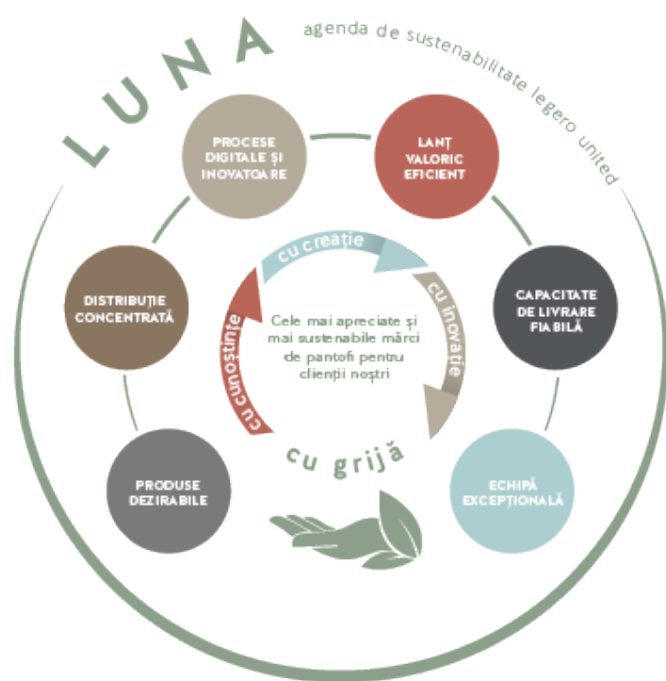 LUNA
agenda de sustenabilitate legero united
PROCESE
DIGITALE ȘI
INOVATOARE
LANȚ
VALORIC
EFICIENT
DISTRIBUȚIE
CONCENTRATĂ
CAPACITATE
DE LIVRARE
FIABILĂ
PRODUSE
DEZIRABILE
ECHIPĂ
EXCEPȚIONALĂ
cu cunoștințe
cu creație
cu inovație
Cele mai apreciate și
mai sustenabile mărci
de pantofi pentru
clienții noștri
cu grijă